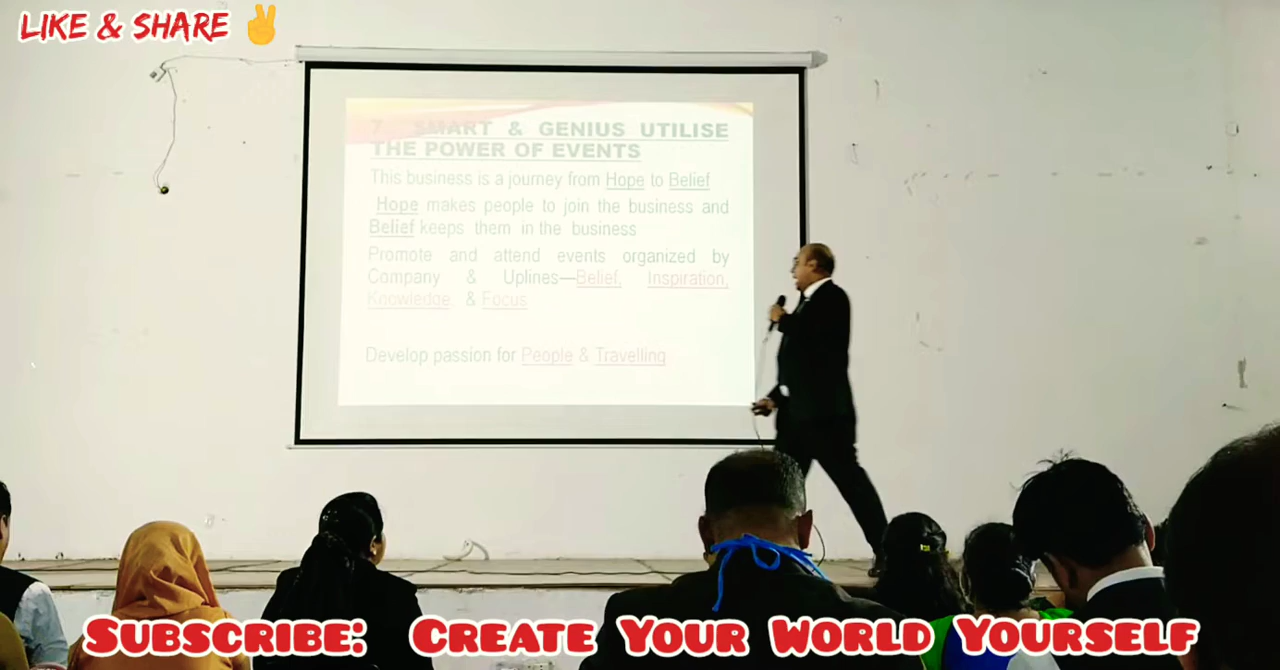 LIKE & SHARE ✌
7. SMART & GENIUS UTILISE
THE POWER OF EVENTS
This business is a journey from Hope to Belief
Hope makes people to join the business and
Belief keeps them in the business
Promote and attend events organized by
Company & Uplines—Belief, Inspiration,
Knowledge & Focus
Develop passion for People & Travelling
SUBSCRIBE: CREATE YOUR WORLD YOURSELF